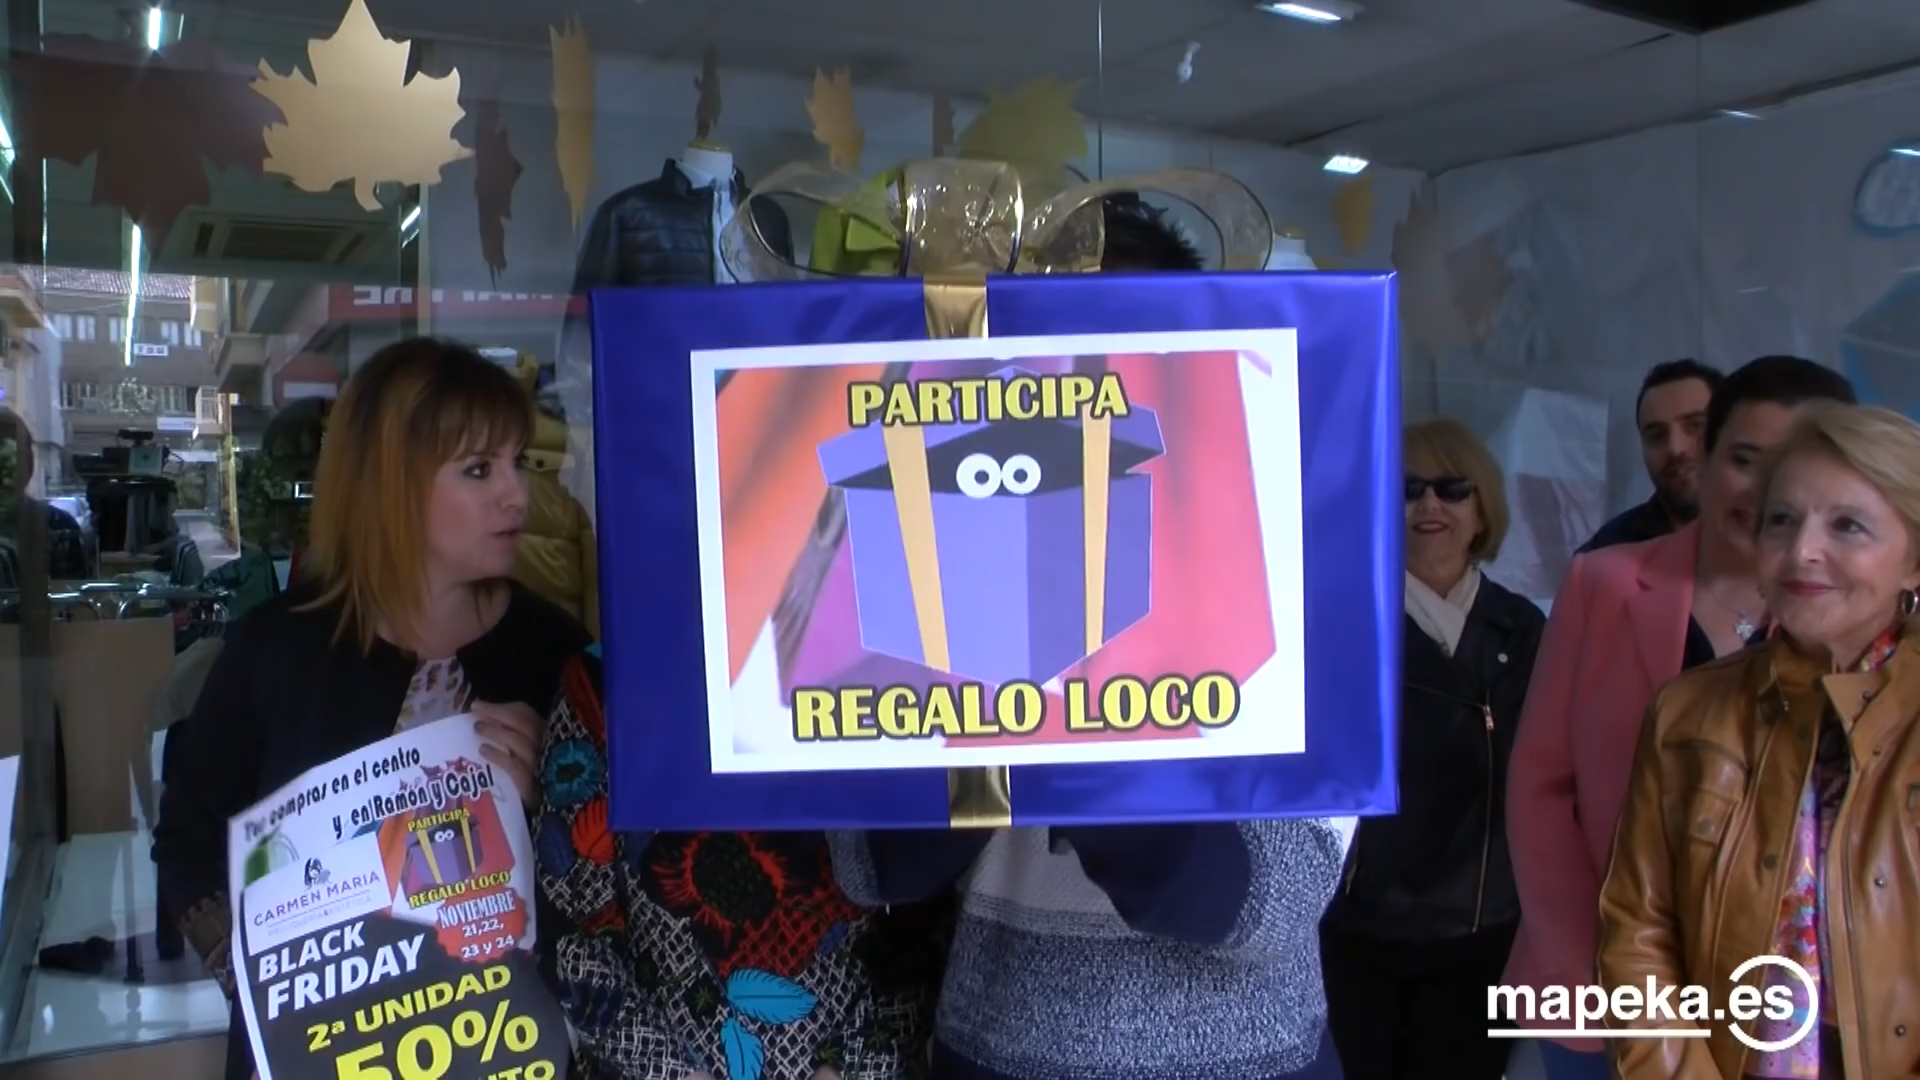 PARTICIPA
REGALO LOCO
Tus compras en el centro
y en Ramón y Cajal
PARTICIPA
REGALO LOCO
CARMEN MARIA
NOVIEMBRE
21,22,
23 y 24
BLACK
FRIDAY
2ª UNIDAD
50%
mapeka.es